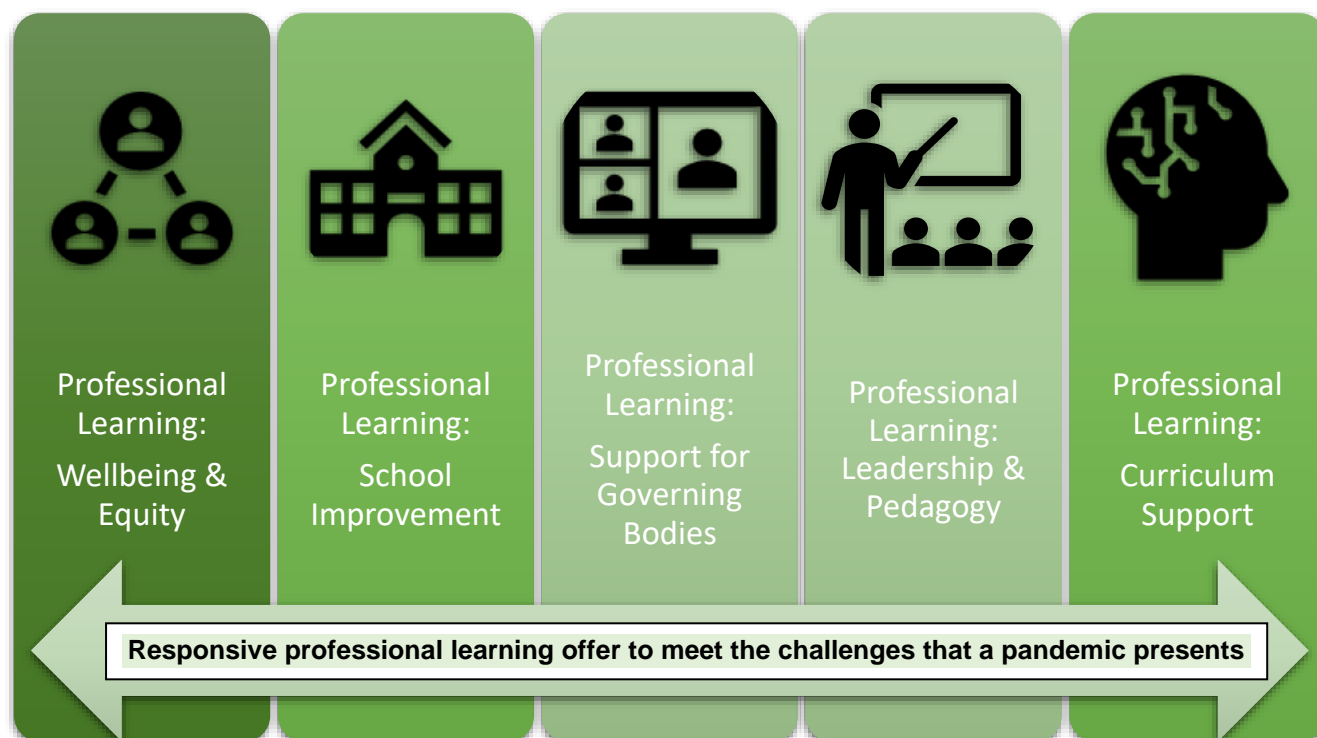 Professional
Learning:
Wellbeing &
Equity
Professional
Learning:
School
Improvement
Professional
Learning:
Support for
Governing
Bodies
Professional
Learning:
Leadership &
Pedagogy
Professional
Learning:
Curriculum
Support
Responsive professional learning offer to meet the challenges that a pandemic presents